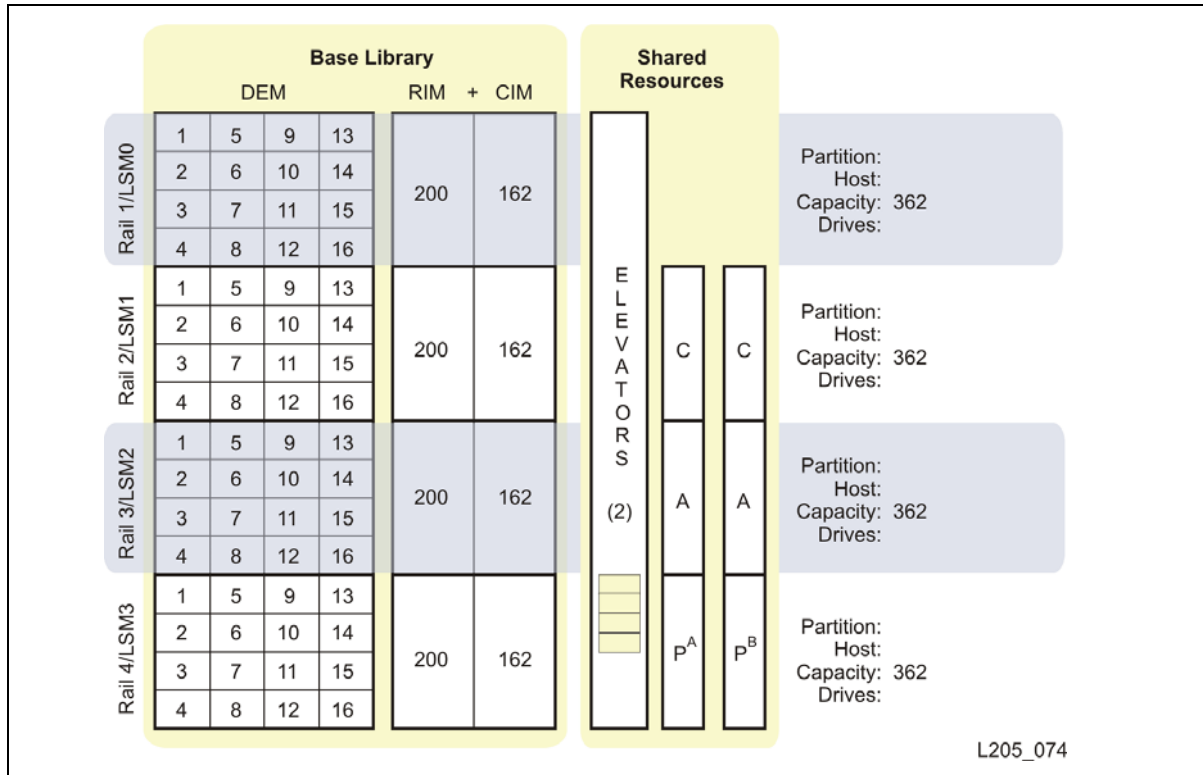 Base Library
Shared
Resources
DEM RIM + CIM
Rail 1/LSM0
1 5 9 13
2 6 10 14
3 7 11 15
4 8 12 16
200 162
Partition:
Host:
Capacity: 362
Drives:
Rail 2/LSM1
1 5 9 13
2 6 10 14
3 7 11 15
4 8 12 16
200 162
Partition:
Host:
Capacity: 362
Drives:
Rail 3/LSM2
1 5 9 13
2 6 10 14
3 7 11 15
4 8 12 16
200 162
Partition:
Host:
Capacity: 362
Drives:
Rail 4/LSM3
1 5 9 13
2 6 10 14
3 7 11 15
4 8 12 16
200 162
Partition:
Host:
Capacity: 362
Drives:
ELEVATORS
(2)
C C
A A
P^A P^B
L205_074